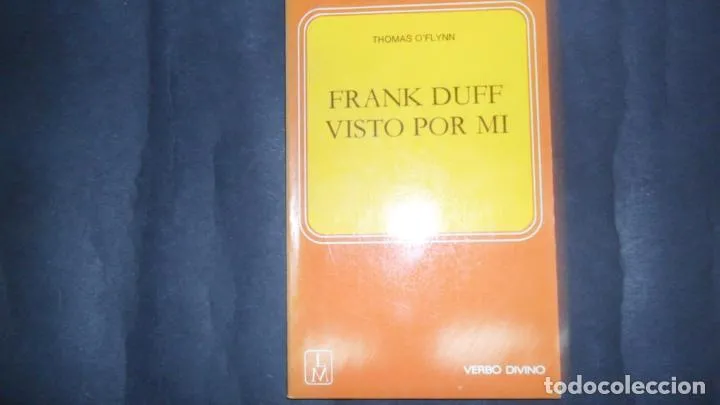 THOMAS O'FLYNN
FRANK DUFF
VISTO POR MI
L
M
VERBO DIVINO
todocoleccion